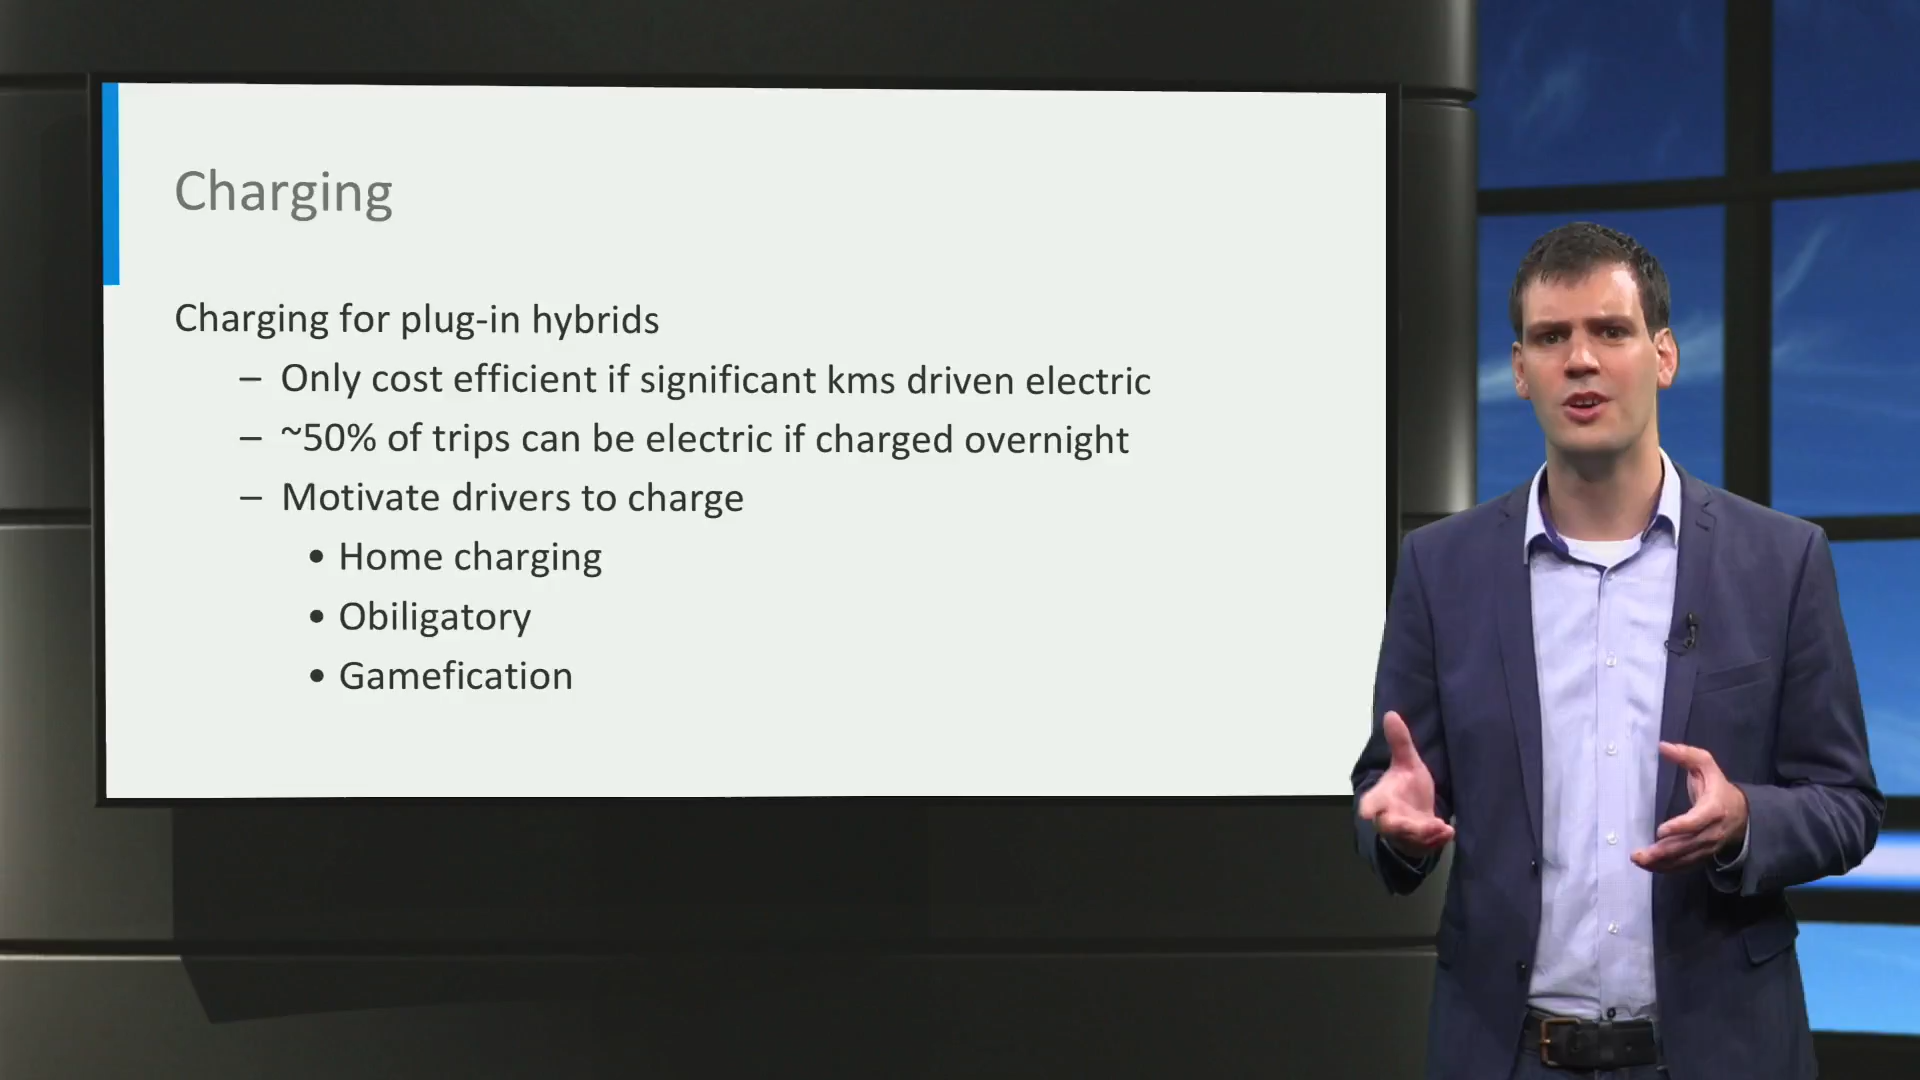 Charging
Charging for plug-in hybrids
– Only cost efficient if significant kms driven electric
– ~50% of trips can be electric if charged overnight
– Motivate drivers to charge
• Home charging
• Obiligatory
• Gamefication